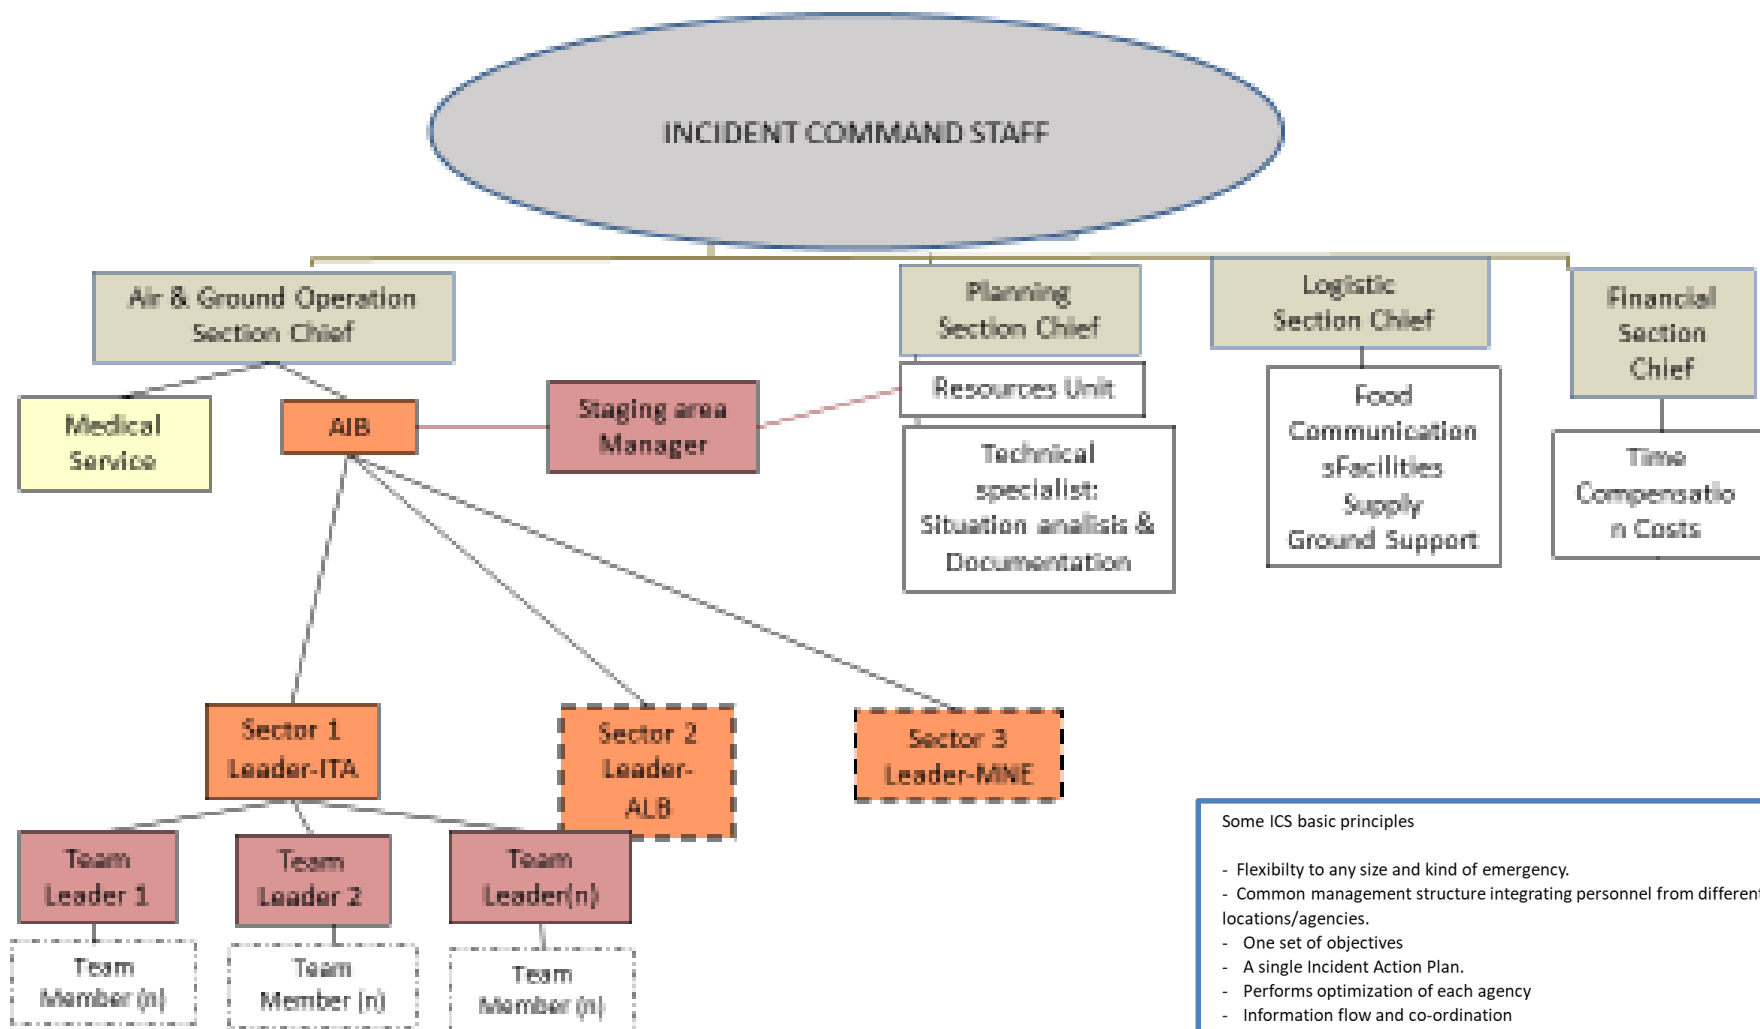 INCIDENT COMMAND STAFF
Air & Ground Operation
Section Chief
Planning
Section Chief
Logistic
Section Chief
Financial
Section
Chief
Medical
Service
AIB
Staging area
Manager
Resources Unit
Technical
specialist:
Situation analisis &
Documentation
Food
Communication
sFacilities
Supply
Ground Support
Time
Compensatio
n Costs
Sector 1
Leader-ITA
Sector 2
Leader-
ALB
Sector 3
Leader-MNE
Team
Leader 1
Team
Leader 2
Team
Leader(n)
Team
Member (n)
Team
Member (n)
Team
Member (n)
Some ICS basic principles
- Flexibilty to any size and kind of emergency.
- Common management structure integrating personnel from different
locations/agencies.
- One set of objectives
- A single Incident Action Plan.
- Performs optimization of each agency
- Information flow and co-ordination